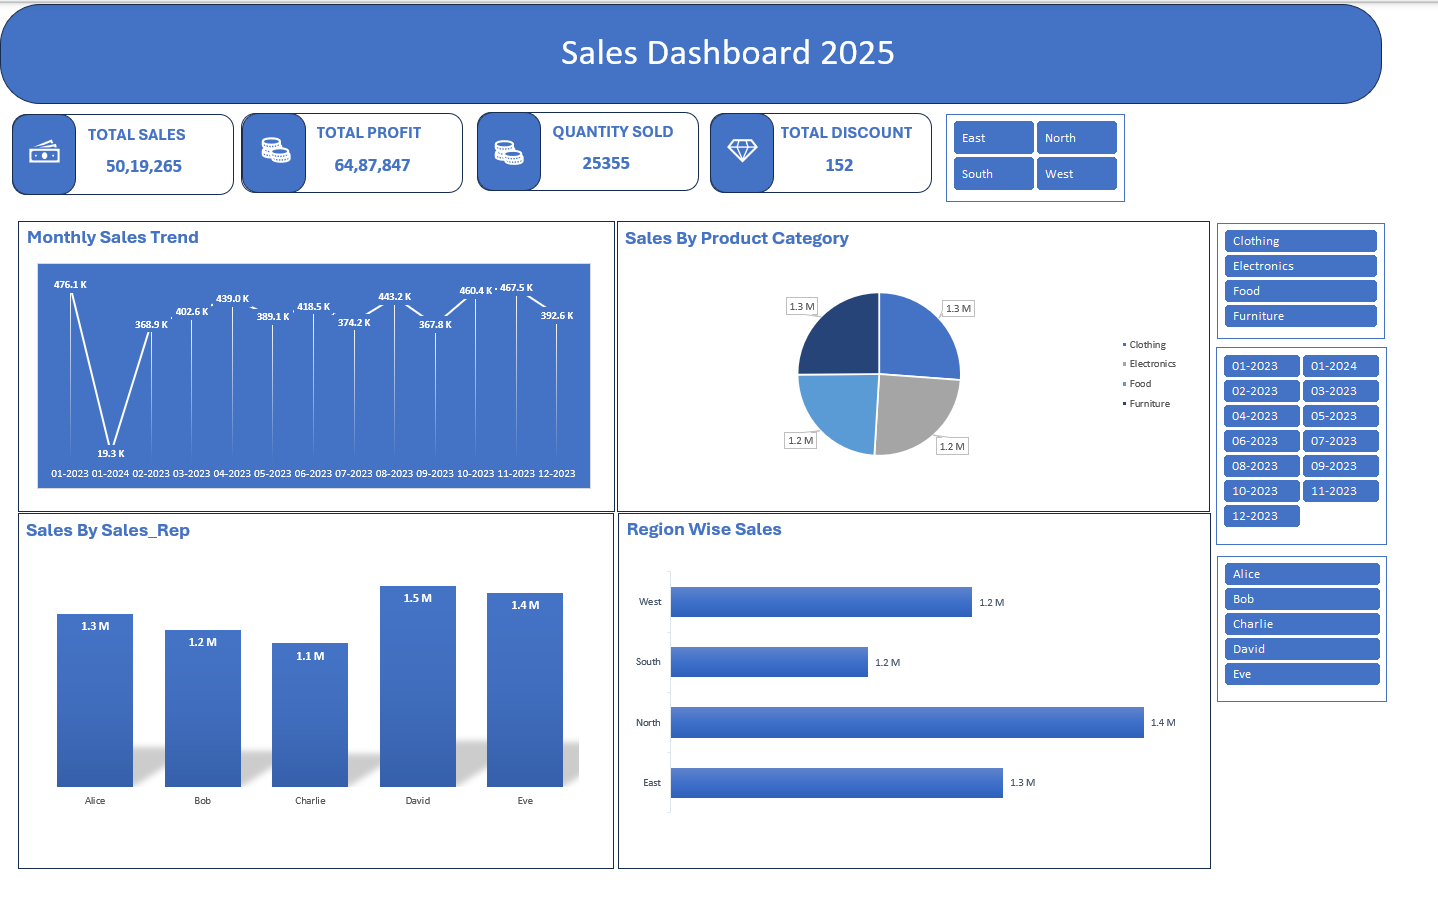 Sales Dashboard 2025
TOTAL SALES
50,19,265
TOTAL PROFIT
64,87,847
QUANTITY SOLD
25355
TOTAL DISCOUNT
152
East North
South West
Monthly Sales Trend
476.1 K
19.3 K
368.9 K
402.6 K
439.0 K
389.1 K
418.5 K
374.2 K
443.2 K
367.8 K
460.4 K
467.5 K
392.6 K
01-2023 01-2024 02-2023 03-2023 04-2023 05-2023 06-2023 07-2023 08-2023 09-2023 10-2023 11-2023 12-2023
Sales By Product Category
1.3 M
1.3 M
1.2 M
1.2 M
Clothing
Electronics
Food
Furniture
Clothing
Electronics
Food
Furniture
01-2023 01-2024
02-2023 03-2023
04-2023 05-2023
06-2023 07-2023
08-2023 09-2023
10-2023 11-2023
12-2023
Sales By Sales_Rep
1.3 M
1.2 M
1.1 M
1.5 M
1.4 M
Alice Bob Charlie David Eve
Region Wise Sales
West 1.2 M
South 1.2 M
North 1.4 M
East 1.3 M
Alice
Bob
Charlie
David
Eve